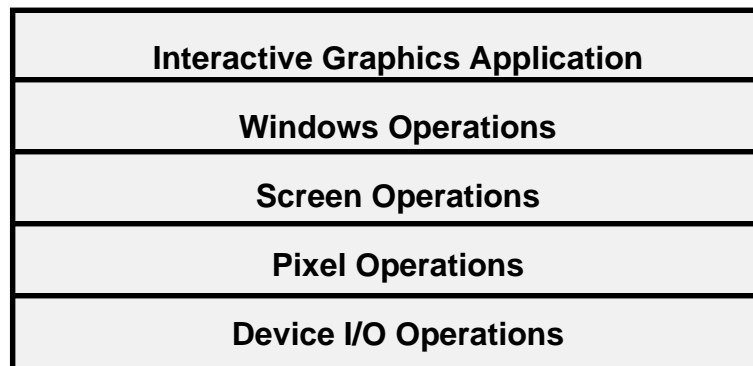 Interactive Graphics Application
Windows Operations
Screen Operations
Pixel Operations
Device I/O Operations